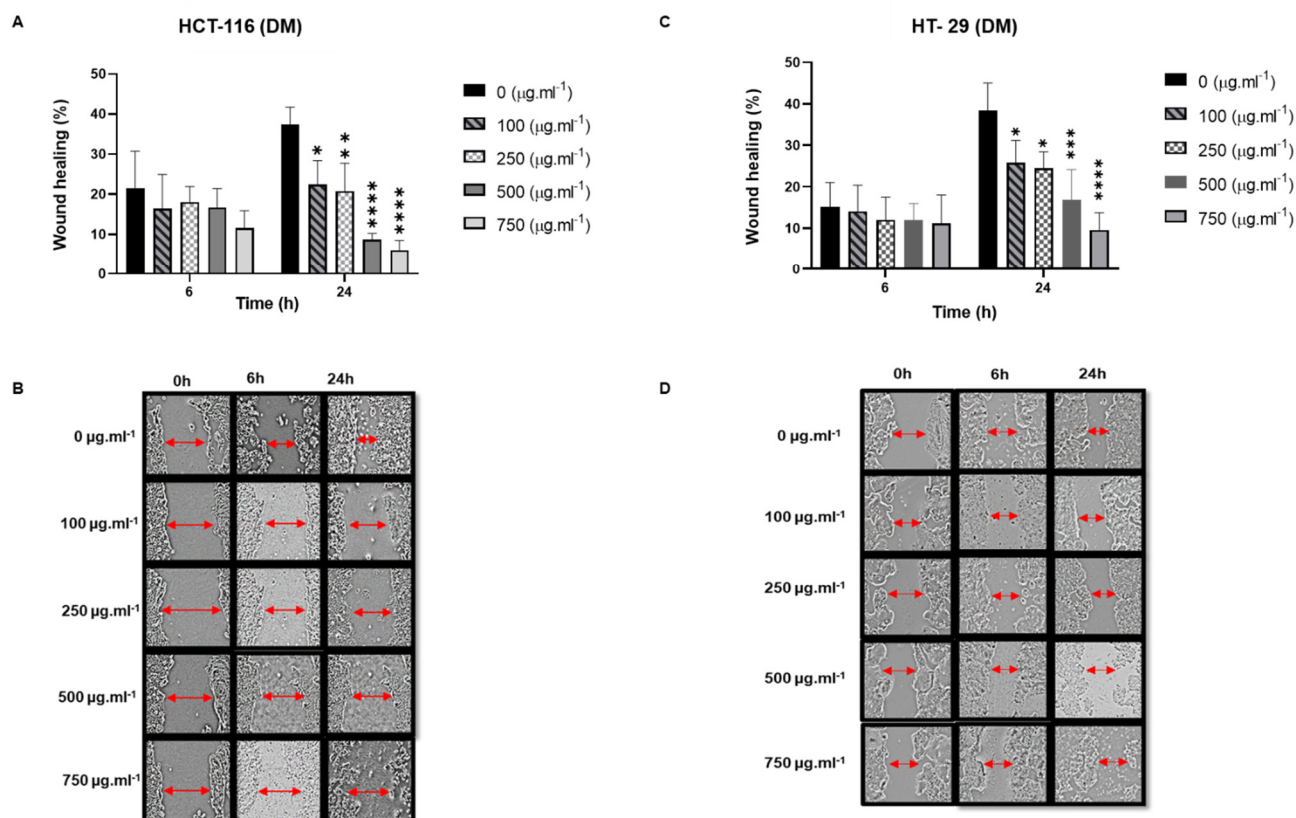 A
HCT-116 (DM)
Wound healing (%)
50
40
30
20
10
0
6
24
Time (h)
*
**
****
****
0 (μg.ml⁻¹)
100 (μg.ml⁻¹)
250 (μg.ml⁻¹)
500 (μg.ml⁻¹)
750 (μg.ml⁻¹)
C
HT- 29 (DM)
Wound healing (%)
50
40
30
20
10
0
6
24
Time (h)
*
*
***
****
0 (μg.ml⁻¹)
100 (μg.ml⁻¹)
250 (μg.ml⁻¹)
500 (μg.ml⁻¹)
750 (μg.ml⁻¹)
B
0h 6h 24h
0 μg.ml⁻¹
100 μg.ml⁻¹
250 μg.ml⁻¹
500 μg.ml⁻¹
750 μg.ml⁻¹
D
0h 6h 24h
0 μg.ml⁻¹
100 μg.ml⁻¹
250 μg.ml⁻¹
500 μg.ml⁻¹
750 μg.ml⁻¹